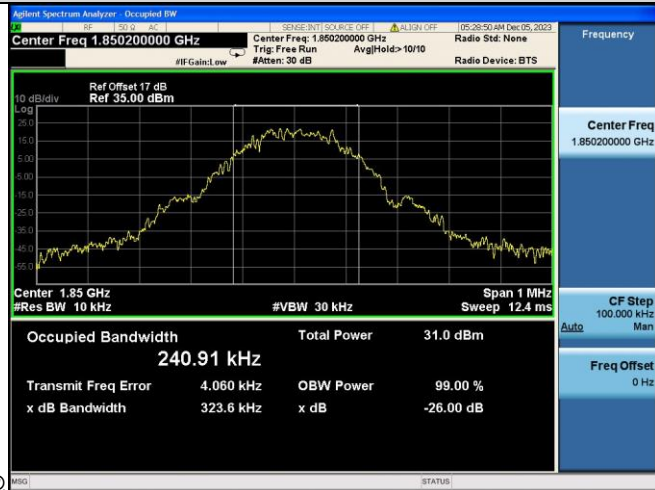 Agilent Spectrum Analyzer - Occupied BW
RF 50 Ω AC SENSE:INT SOURCE OFF ALIGN OFF 05:28:50 AM Dec 05, 2023
Center Freq 1.850200000 GHz
Center Freq: 1.850200000 GHz
Radio Std: None
Trig: Free Run Avg|Hold:> 10/10
#IFGain:Low #Atten: 30 dB Radio Device: BTS
Ref Offset 17 dB
10 dB/div Ref 35.00 dBm
Log
25.0
15.0
5.00
-5.00
-15.0
-25.0
-35.0
-45.0
-55.0
Center 1.85 GHz Span 1 MHz
#Res BW 10 kHz #VBW 30 kHz Sweep 12.4 ms
Occupied Bandwidth Total Power 31.0 dBm
240.91 kHz
Transmit Freq Error 4.060 kHz OBW Power 99.00 %
x dB Bandwidth 323.6 kHz x dB -26.00 dB
MSG STATUS
Frequency
Center Freq
1.850200000 GHz
CF Step
100.000 kHz
Auto Man
Freq Offset
0 Hz